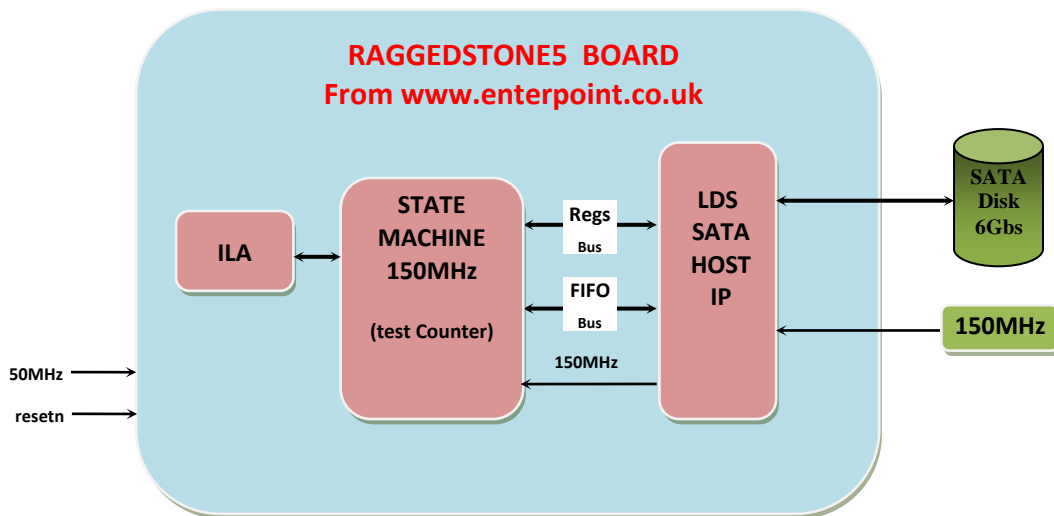 RAGGEDSTONE5 BOARD
From www.enterpoint.co.uk
ILA
STATE
MACHINE
150MHz
(test Counter)
Regs
Bus
FIFO
Bus
150MHz
LDS
SATA
HOST
IP
SATA
Disk
6Gbs
150MHz
50MHz
resetn